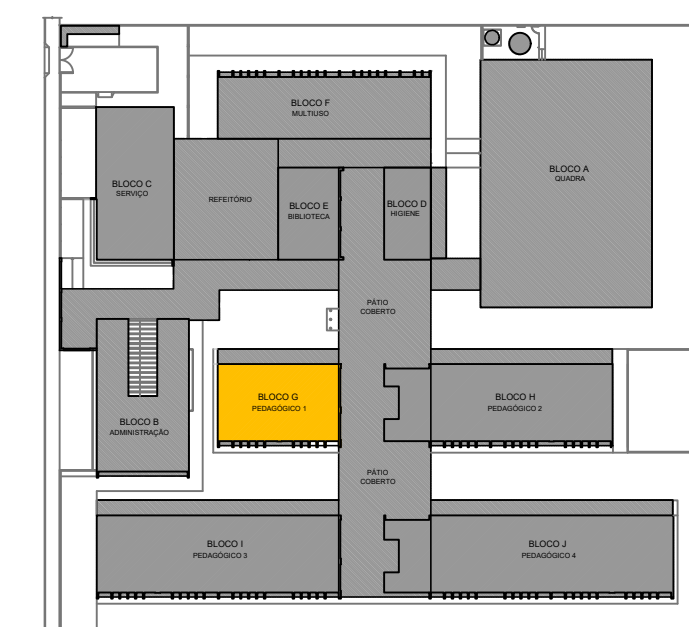 BLOCO F
MULTIUSO
BLOCO A
QUADRA
BLOCO C
SERVIÇO
REFEITÓRIO
BLOCO E
BIBLIOTECA
BLOCO D
HIGIENE
PÁTIO
COBERTO
BLOCO G
PEDAGÓGICO 1
BLOCO H
PEDAGÓGICO 2
BLOCO B
ADMINISTRAÇÃO
PÁTIO
COBERTO
BLOCO I
PEDAGÓGICO 3
BLOCO J
PEDAGÓGICO 4